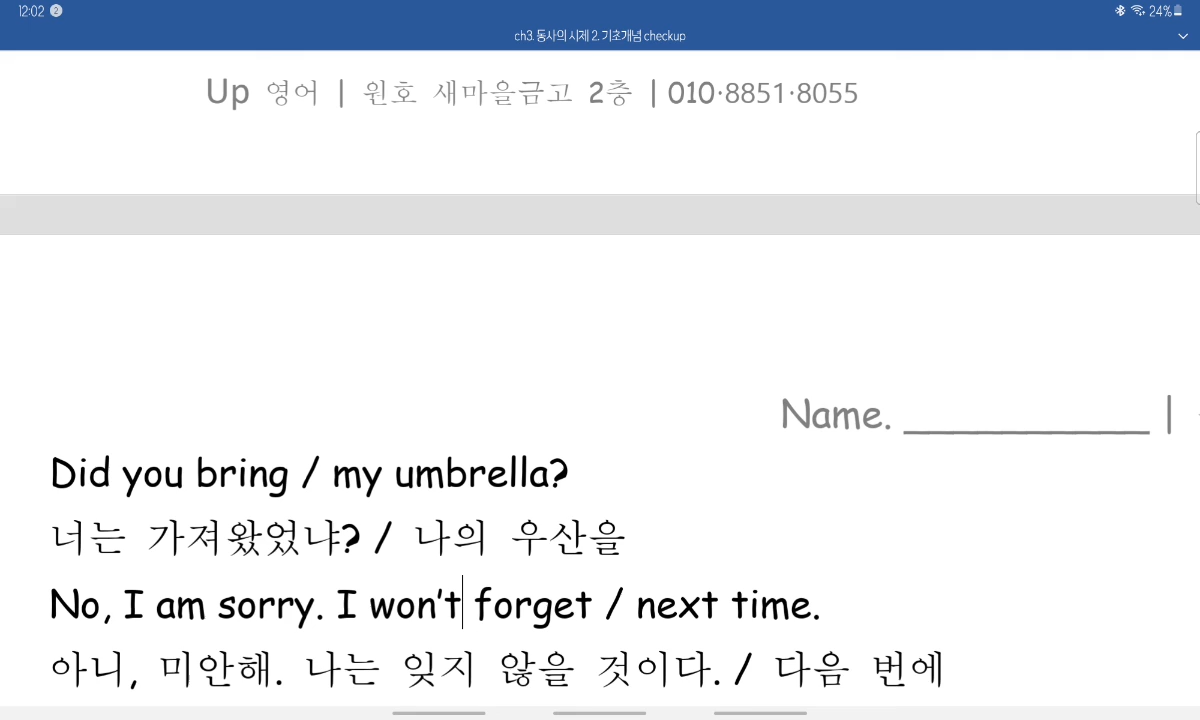 12:02 2 24%
ch3. 동사의 시제 2. 기초개념 checkup
Up 영어 | 원호 새마을금고 2층 | 010·8851·8055
Name. ____________ |
Did you bring / my umbrella?
너는 가져왔었냐? / 나의 우산을
No, I am sorry. I won't forget / next time.
아니, 미안해. 나는 잊지 않을 것이다. / 다음 번에